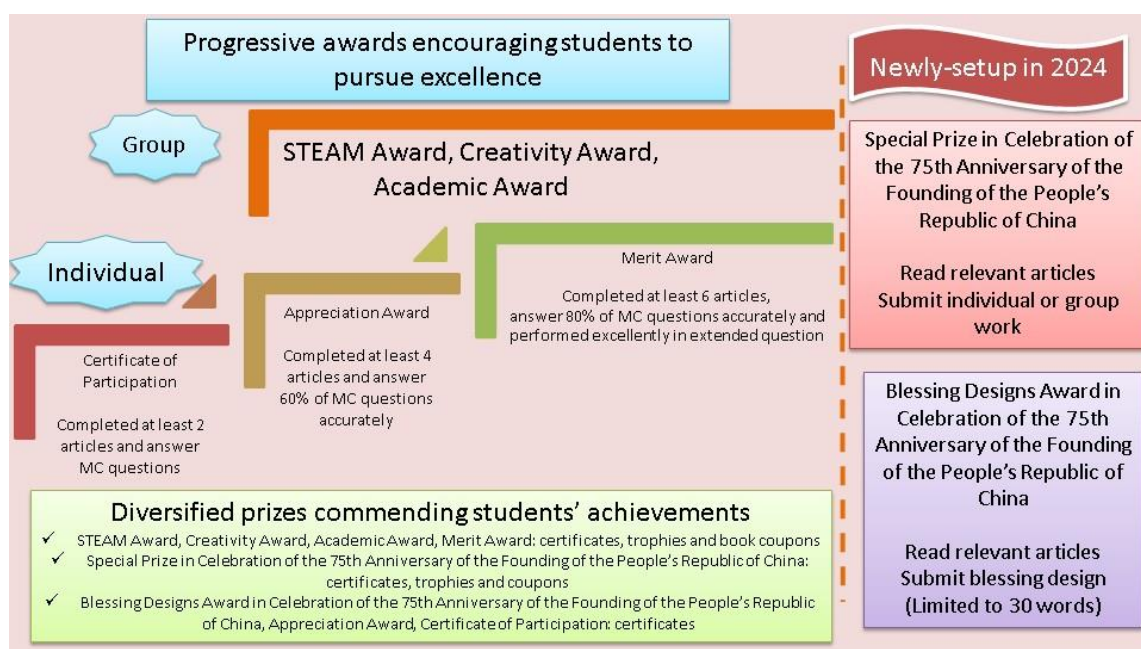 Progressive awards encouraging students to
pursue excellence
Newly-setup in 2024
Group
STEAM Award, Creativity Award,
Academic Award
Special Prize in Celebration of
the 75th Anniversary of the
Founding of the People's
Republic of China
Read relevant articles
Submit individual or group
work
Individual
Merit Award
Completed at least 6 articles,
answer 80% of MC questions accurately and
performed excellently in extended question
Appreciation Award
Completed at least 4
articles and answer
60% of MC questions
accurately
Certificate of
Participation
Completed at least 2
articles and answer
MC questions
Blessing Designs Award in
Celebration of the 75th
Anniversary of the Founding
of the People's Republic of
China
Read relevant articles
Submit blessing design
(Limited to 30 words)
Diversified prizes commending students' achievements
✓ STEAM Award, Creativity Award, Academic Award, Merit Award: certificates, trophies and book coupons
✓ Special Prize in Celebration of the 75th Anniversary of the Founding of the People's Republic of China:
certificates, trophies and coupons
✓ Blessing Designs Award in Celebration of the 75th Anniversary of the Founding of the People's Republic
of China, Appreciation Award, Certificate of Participation: certificates